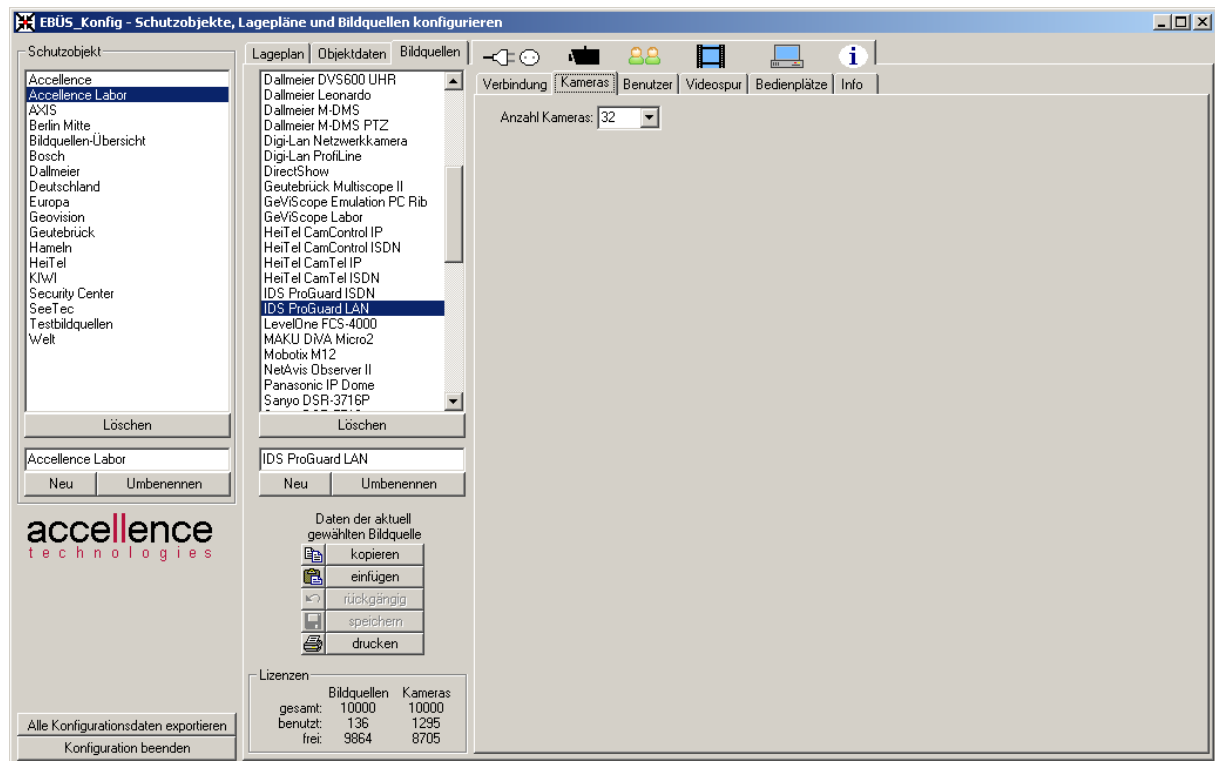 EBÜS_Konfig - Schutzobjekte, Lagepläne und Bildquellen konfigurieren
Schutzobjekt
Accellence
Accellence Labor
AXIS
Berlin Mitte
Bildquellen-Übersicht
Bosch
Dallmeier
Deutschland
Europa
Geovision
Geutebrück
Hameln
HeiTel
KIWI
Security Center
SeeTec
Testbildquellen
Welt
Löschen
Accellence Labor
Neu Umbenennen
accellence
technologies
Alle Konfigurationsdaten exportieren
Konfiguration beenden
Lageplan Objektdaten Bildquellen
Dallmeier DVS600 UHR
Dallmeier Leonardo
Dallmeier M-DMS
Dallmeier M-DMS PTZ
Digi-Lan Netzwerkkamera
Digi-Lan ProfiLine
DirectShow
Geutebrück Multiscope II
GeViScope Emulation PC Rib
GeViScope Labor
HeiTel CamControl IP
HeiTel CamControl ISDN
HeiTel CamTel IP
HeiTel CamTel ISDN
IDS ProGuard ISDN
IDS ProGuard LAN
LevelOne FCS-4000
MAKU DiVA Micro2
Mobotix M12
NetAvis Observer II
Panasonic IP Dome
Sanyo DSR-3716P
Löschen
IDS ProGuard LAN
Neu Umbenennen
Daten der aktuell
gewählten Bildquelle
kopieren
einfügen
rückgängig
speichern
drucken
Lizenzen
Bildquellen Kameras
gesamt: 10000 10000
benutzt: 136 1295
frei: 9864 8705
Verbindung Kameras Benutzer Videospur Bedienplätze Info
Anzahl Kameras: 32